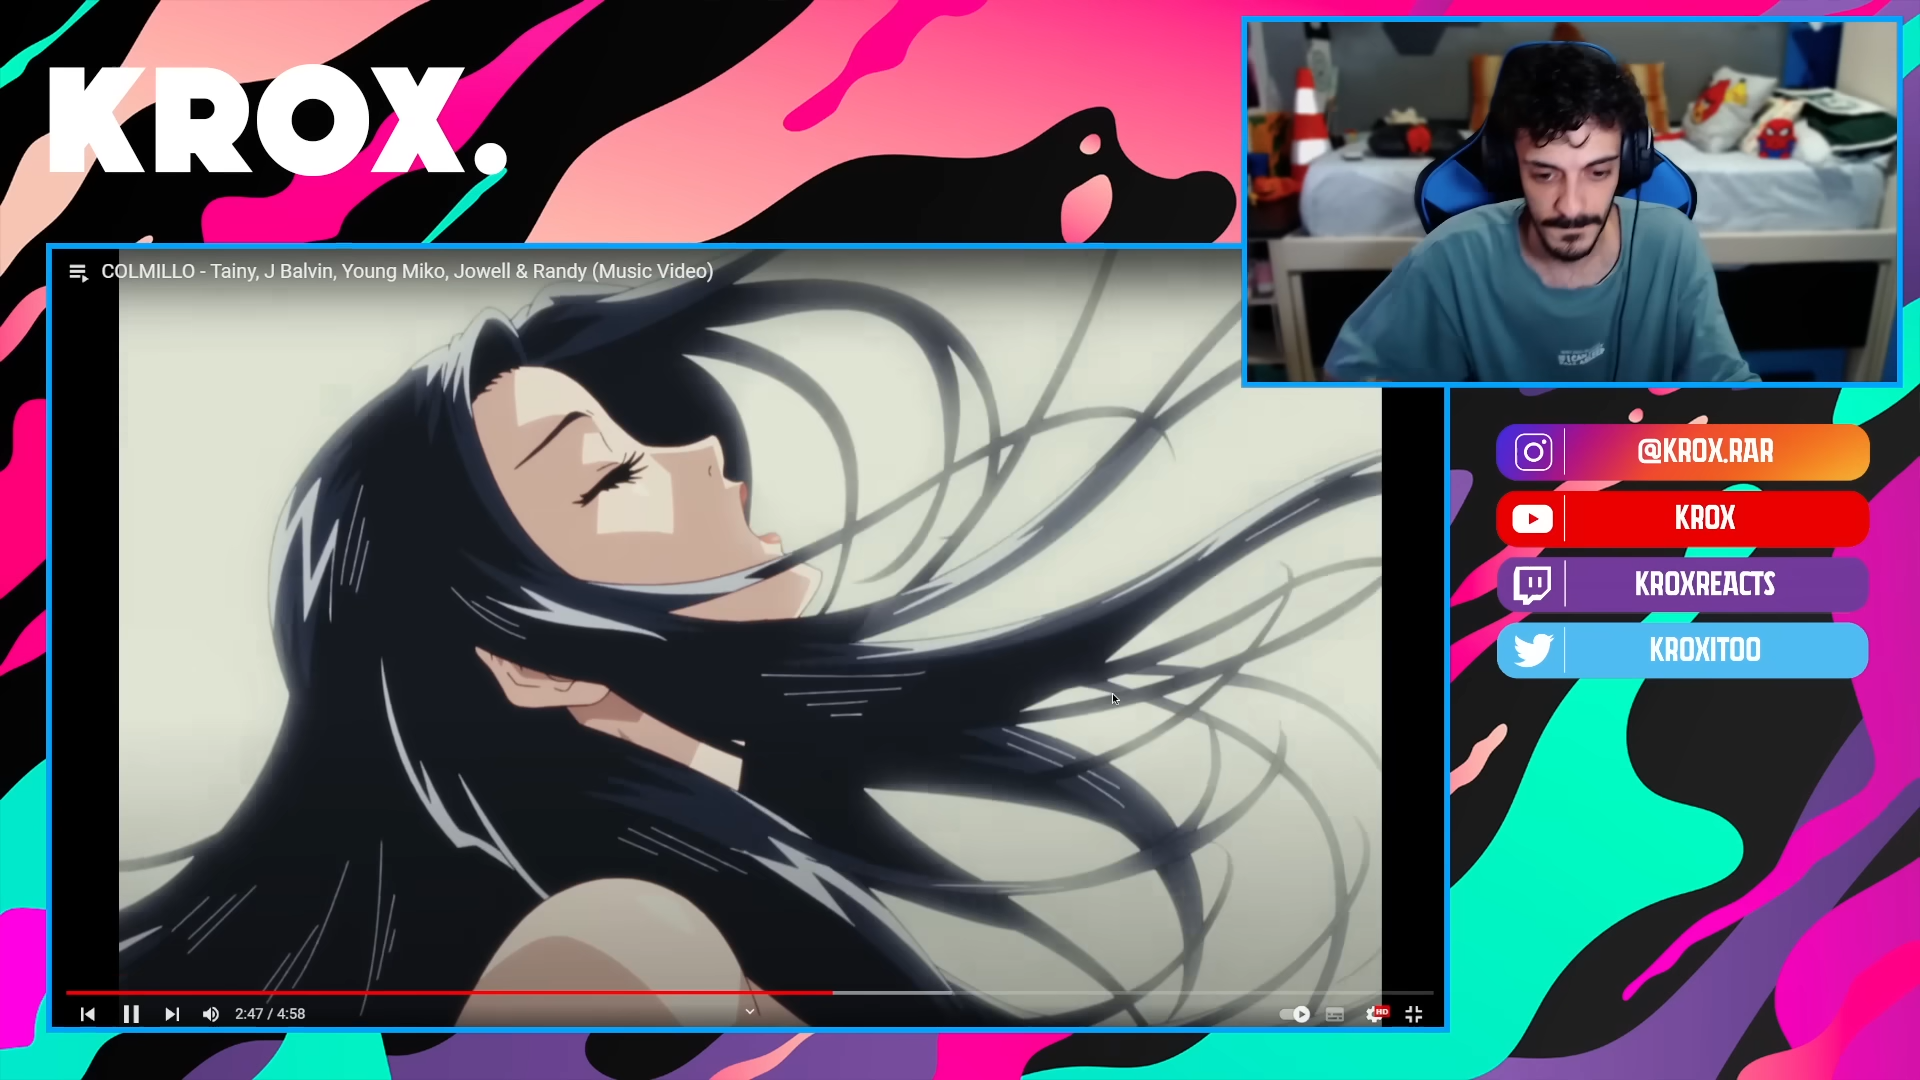 KROX.
COLMILLO - Tainy, J Balvin, Young Miko, Jowell & Randy (Music Video)
@KROX.RAR
KROX
KROXREACTS
KROXITOO
2:47 / 4:58
HD